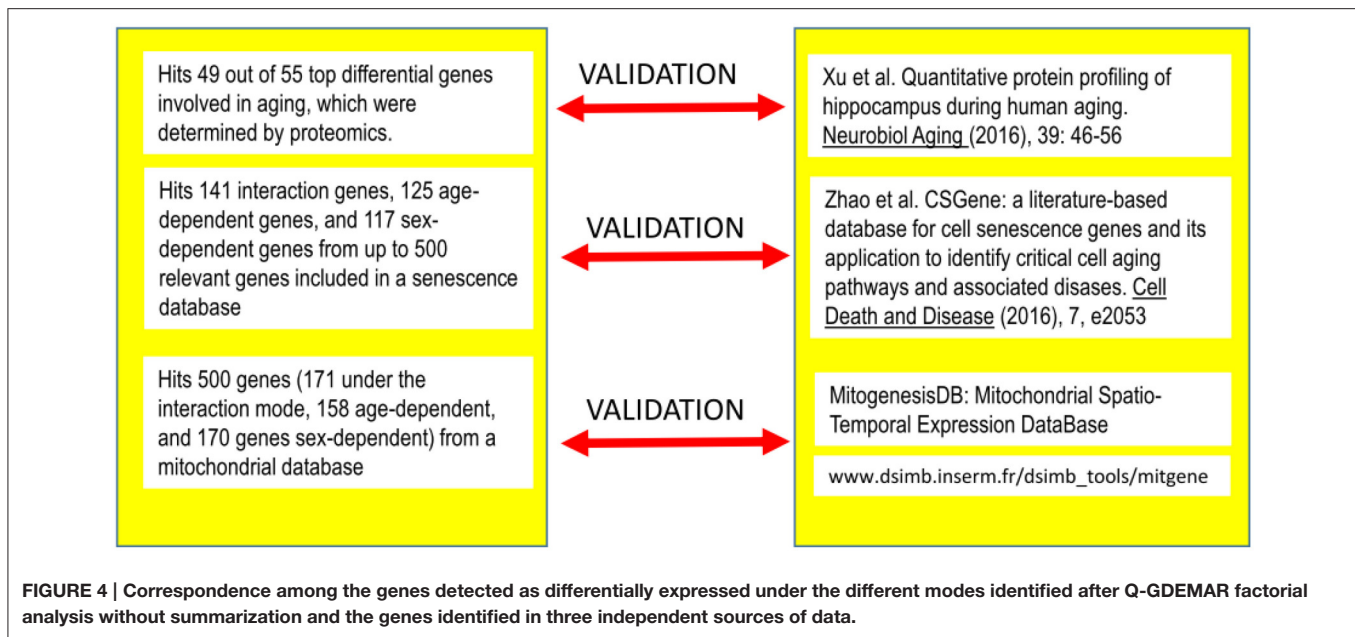 Hits 49 out of 55 top differential genes
involved in aging, which were
determined by proteomics.
VALIDATION
Xu et al. Quantitative protein profiling of
hippocampus during human aging.
Neurobiol Aging (2016), 39: 46-56
Hits 141 interaction genes, 125 age-
dependent genes, and 117 sex-
dependent genes from up to 500
relevant genes included in a senescence
database
VALIDATION
Zhao et al. CSGene: a literature-based
database for cell senescence genes and its
application to identify critical cell aging
pathways and associated disases. Cell
Death and Disease (2016), 7, e2053
Hits 500 genes (171 under the
interaction mode, 158 age-dependent,
and 170 genes sex-dependent) from a
mitochondrial database
VALIDATION
MitogenesisDB: Mitochondrial Spatio-
Temporal Expression DataBase
www.dsimb.inserm.fr/dsimb_tools/mitgene
FIGURE 4 | Correspondence among the genes detected as differentially expressed under the different modes identified after Q-GDEMAR factorial
analysis without summarization and the genes identified in three independent sources of data.